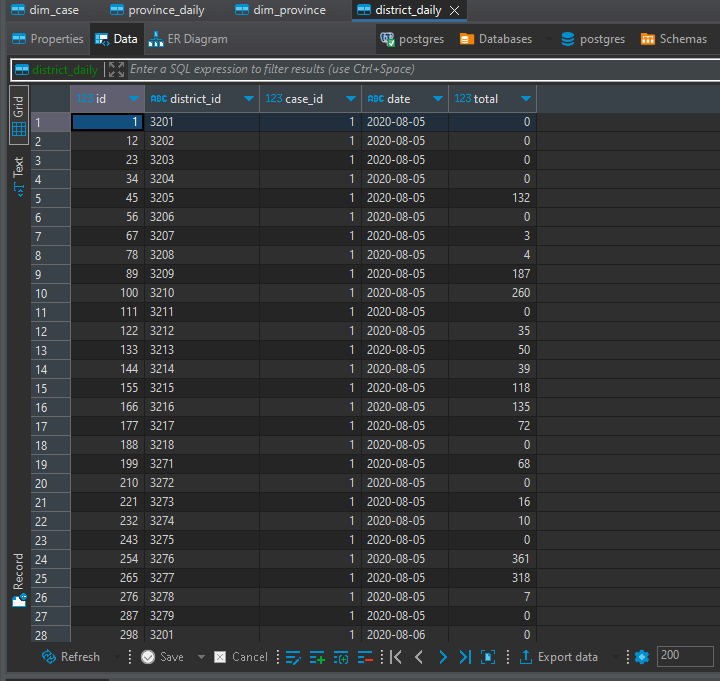 dim_case province_daily dim_province district_daily
Properties Data ER Diagram postgres Databases postgres Schemas
district_daily Enter a SQL expression to filter results (use Ctrl+Space)
Grid
Text
Record
123 id ABC district_id 123 case_id ABC date 123 total
1 1 3201 1 2020-08-05 0
2 12 3202 1 2020-08-05 0
3 23 3203 1 2020-08-05 0
4 34 3204 1 2020-08-05 0
5 45 3205 1 2020-08-05 132
6 56 3206 1 2020-08-05 0
7 67 3207 1 2020-08-05 3
8 78 3208 1 2020-08-05 4
9 89 3209 1 2020-08-05 187
10 100 3210 1 2020-08-05 260
11 111 3211 1 2020-08-05 0
12 122 3212 1 2020-08-05 35
13 133 3213 1 2020-08-05 50
14 144 3214 1 2020-08-05 39
15 155 3215 1 2020-08-05 118
16 166 3216 1 2020-08-05 135
17 177 3217 1 2020-08-05 72
18 188 3218 1 2020-08-05 0
19 199 3271 1 2020-08-05 68
20 210 3272 1 2020-08-05 0
21 221 3273 1 2020-08-05 16
22 232 3274 1 2020-08-05 10
23 243 3275 1 2020-08-05 0
24 254 3276 1 2020-08-05 361
25 265 3277 1 2020-08-05 318
26 276 3278 1 2020-08-05 7
27 287 3279 1 2020-08-05 0
28 298 3201 1 2020-08-06 0
Refresh Save Cancel Export data 200